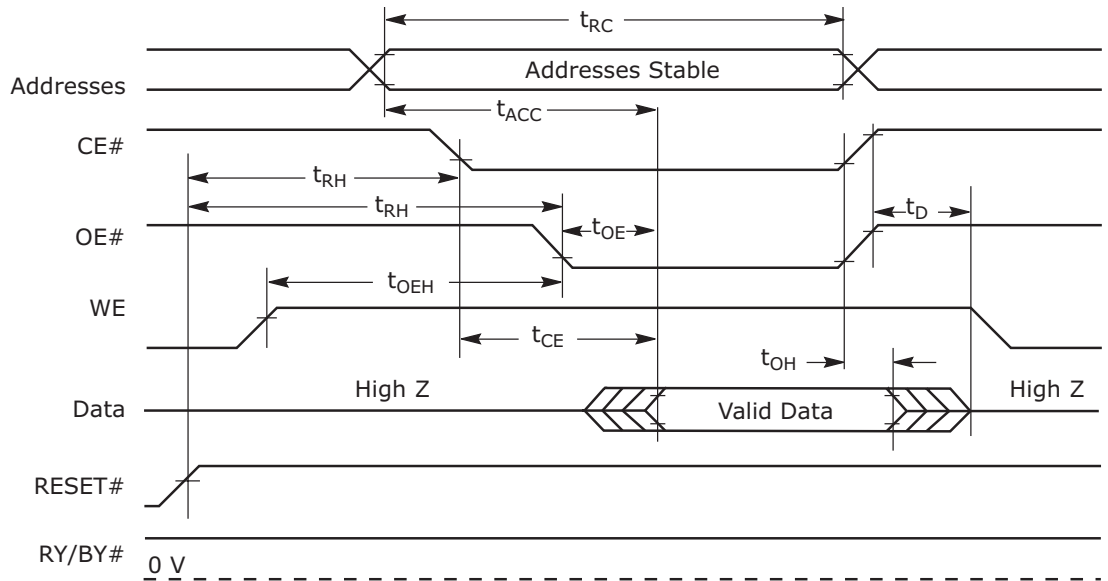 tRC
Addresses
Addresses Stable
tACC
CE#
tRH
tRH
tOE
tD
OE#
tOEH
WE
tCE
tOH
High Z
High Z
Data
Valid Data
RESET#
RY/BY#
0 V